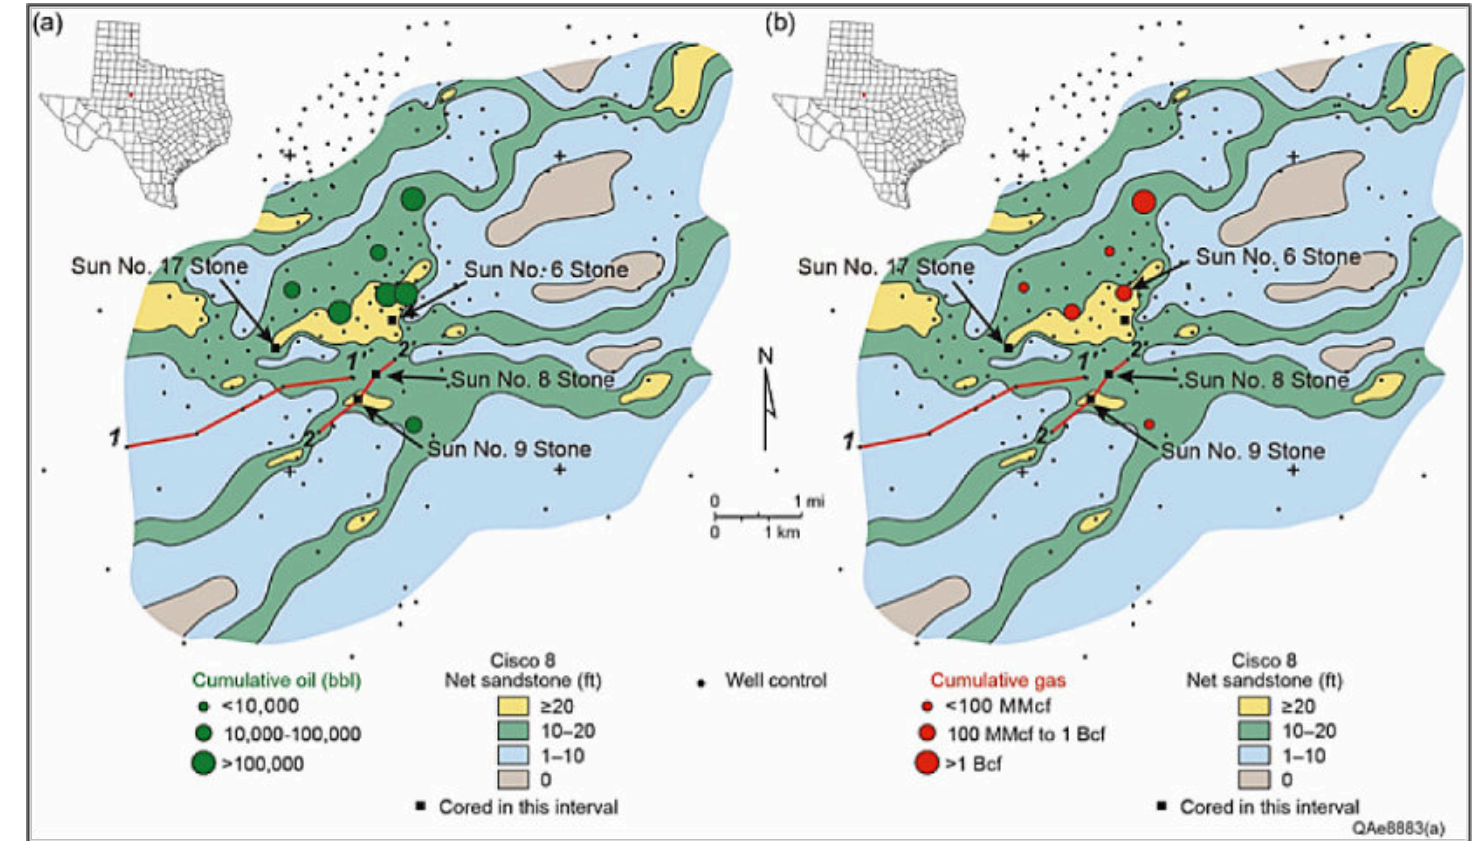 (a)
Sun No. 17 Stone
Sun No. 6 Stone
1'
2'
Sun No. 8 Stone
1
2
Sun No. 9 Stone
N
0 1 mi
0 1 km
(b)
Sun No. 17 Stone
Sun No. 6 Stone
1'
2'
Sun No. 8 Stone
1
2
Sun No. 9 Stone
Cumulative oil (bbl)
<10,000
10,000-100,000
>100,000
Cisco 8
Net sandstone (ft)
≥20
10–20
1–10
0
Cored in this interval
Well control
Cumulative gas
<100 MMcf
100 MMcf to 1 Bcf
>1 Bcf
Cisco 8
Net sandstone (ft)
≥20
10–20
1–10
0
Cored in this interval
QAe8883(a)